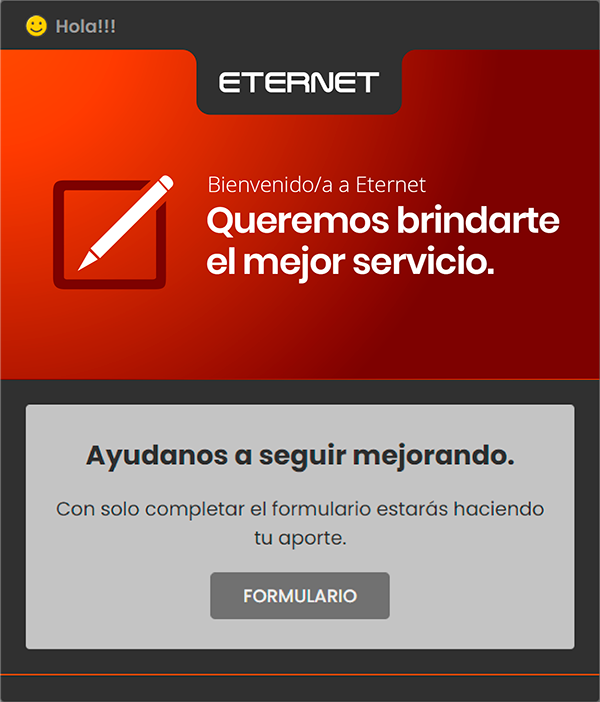 Hola!!!
ETERNET
Bienvenido/a a Eternet
Queremos brindarte
el mejor servicio.
Ayudanos a seguir mejorando.
Con solo completar el formulario estarás haciendo
tu aporte.
FORMULARIO